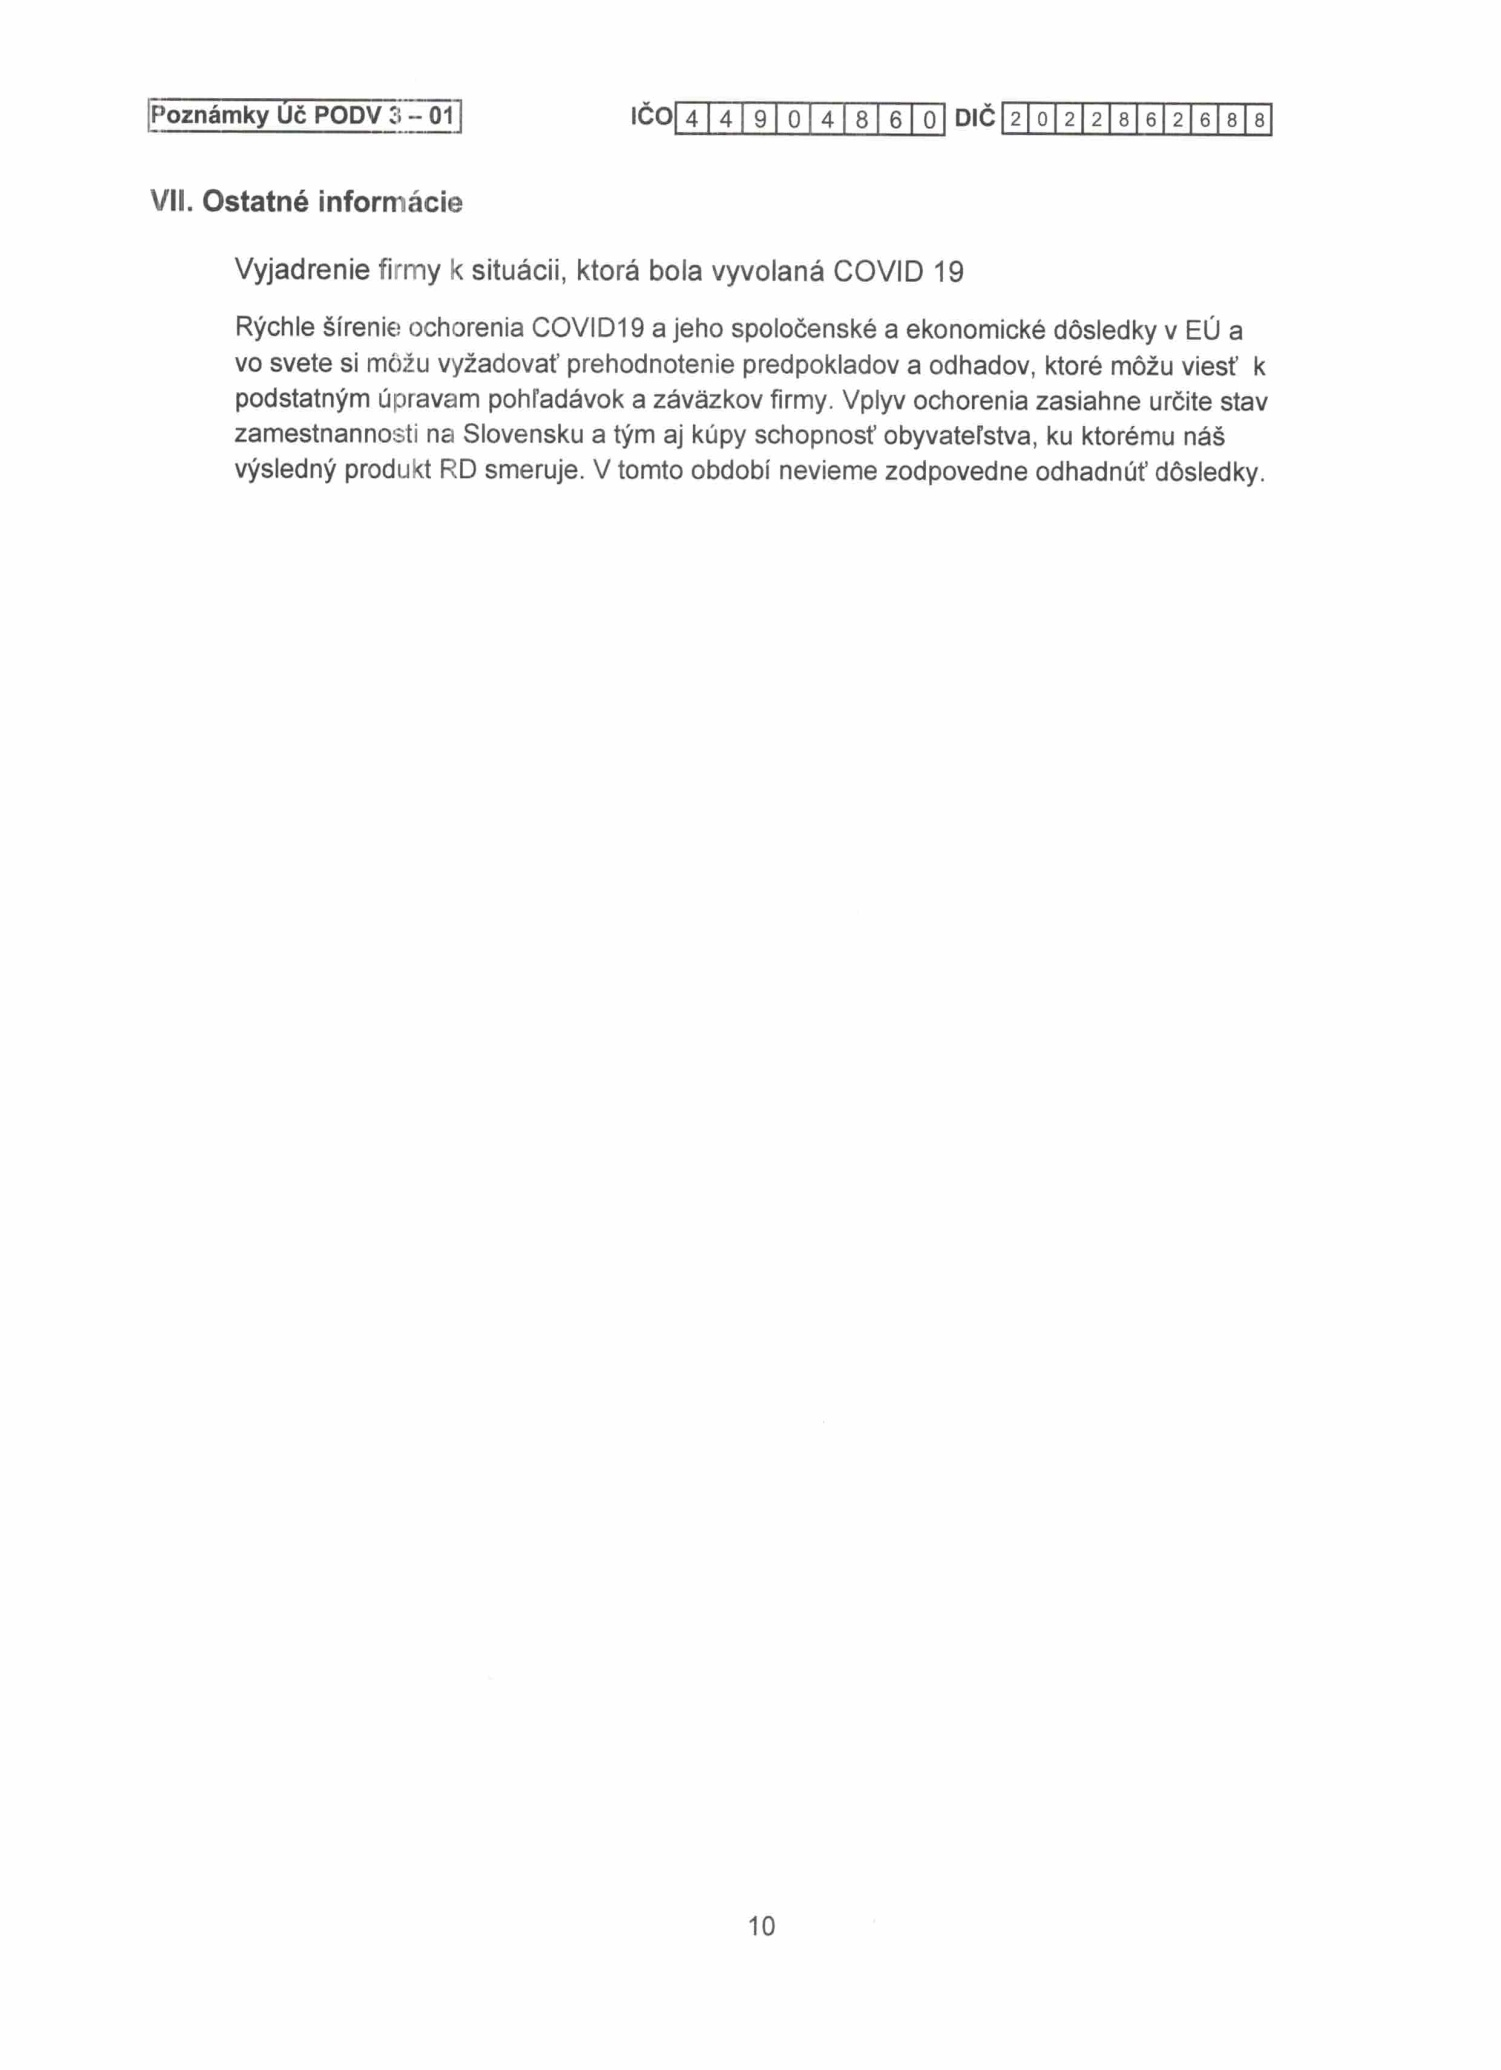 Poznámky Úč PODV 3 – 01 IČO 4 4 9 0 4 8 6 0 DIČ 2 0 2 2 8 6 2 6 8 8
VII. Ostatné informácie
Vyjadrenie firmy k situácii, ktorá bola vyvolaná COVID 19
Rýchle šírenie ochorenia COVID19 a jeho spoločenské a ekonomické dôsledky v EÚ a
vo svete si môžu vyžadovať prehodnotenie predpokladov a odhadov, ktoré môžu viesť k
podstatným úpravam pohľadávok a záväzkov firmy. Vplyv ochorenia zasiahne určite stav
zamestnannosti na Slovensku a tým aj kúpy schopnosť obyvateľstva, ku ktorému náš
výsledný produkt RD smeruje. V tomto období nevieme zodpovedne odhadnúť dôsledky.
10